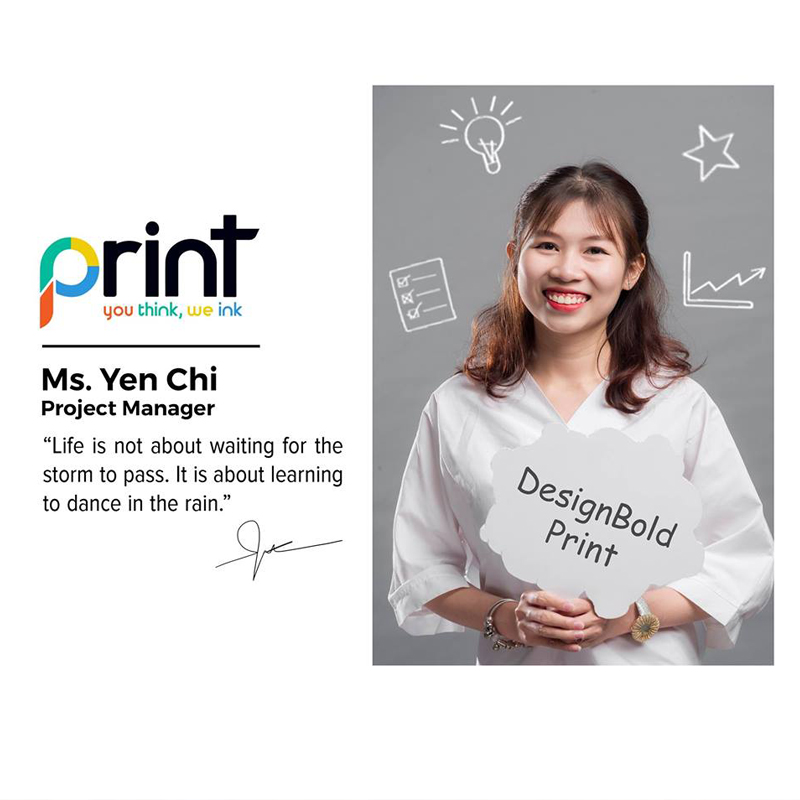 print
you think, we ink
Ms. Yen Chi
Project Manager
“Life is not about waiting for the
storm to pass. It is about learning
to dance in the rain.”
DesignBold
Print